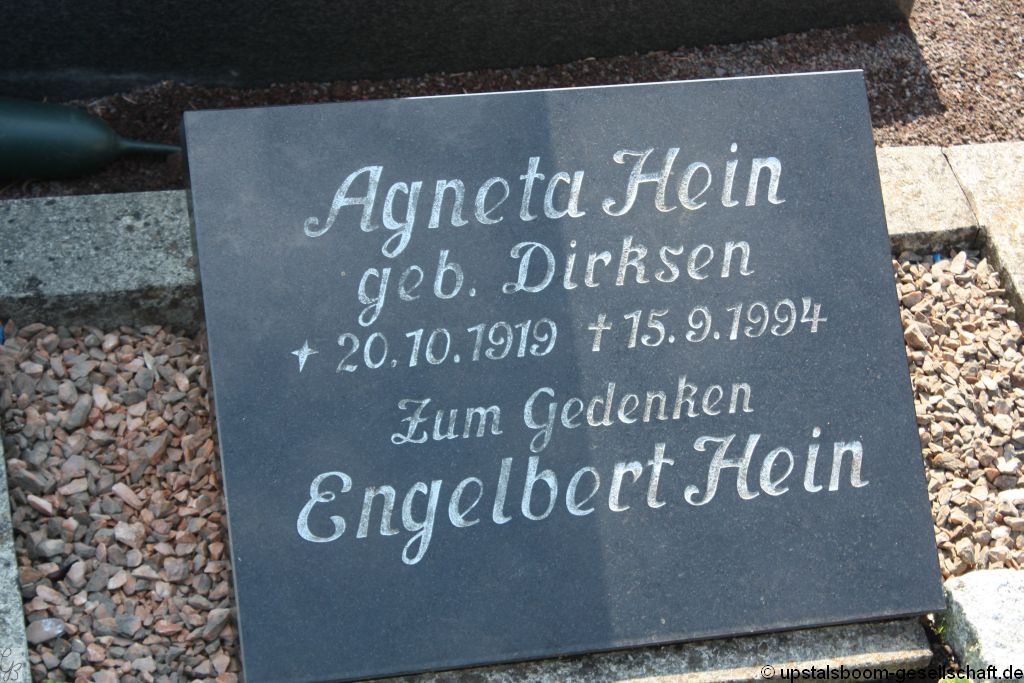 Agneta Hein
geb. Dirksen
20.10.1919 † 15.9.1994
Zum Gedenken
Engelbert Hein
© upstalsboom-gesellschaft.de